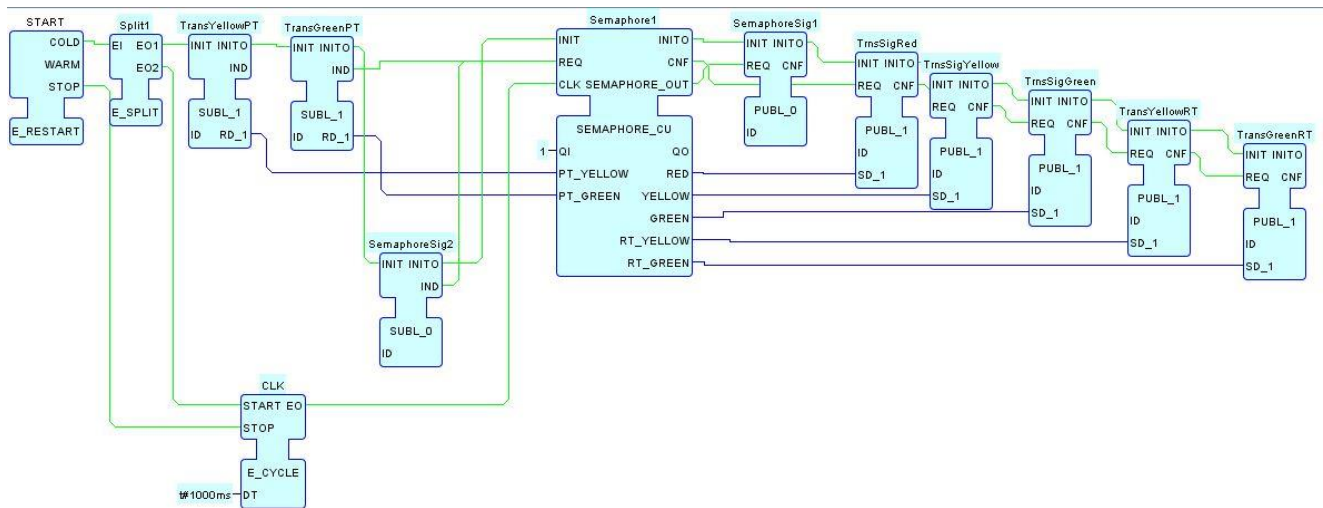 START
COLD
WARM
STOP
E_RESTART
Split1
EI EO1
EO2
E_SPLIT
TransYellowPT
INIT INITO
IND
SUBL_1
ID RD_1
TransGreenPT
INIT INITO
IND
SUBL_1
ID RD_1
SemaphoreSig2
INIT INITO
IND
SUBL_0
ID
CLK
START EO
STOP
E_CYCLE
t#1000ms DT
Semaphore1
INIT INITO
REQ CNF
CLK SEMAPHORE_OUT
SEMAPHORE_CU
1 QI QO
PT_YELLOW RED
PT_GREEN YELLOW
GREEN
RT_YELLOW
RT_GREEN
SemaphoreSig1
INIT INITO
REQ CNF
PUBL_0
ID
TrnsSigRed
INIT INITO
REQ CNF
PUBL_1
ID
SD_1
TrnsSigYellow
INIT INITO
REQ CNF
PUBL_1
ID
SD_1
TrnsSigGreen
INIT INITO
REQ CNF
PUBL_1
ID
SD_1
TransYellowRT
INIT INITO
REQ CNF
PUBL_1
ID
SD_1
TransGreenRT
INIT INITO
REQ CNF
PUBL_1
ID
SD_1